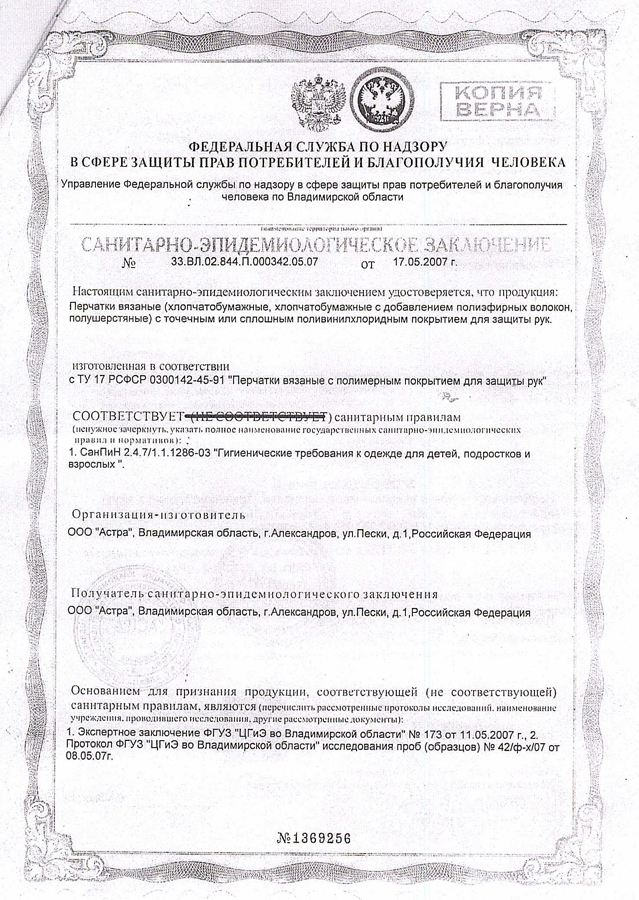 КОПИЯ
ВЕРНА
ФЕДЕРАЛЬНАЯ СЛУЖБА ПО НАДЗОРУ
В СФЕРЕ ЗАЩИТЫ ПРАВ ПОТРЕБИТЕЛЕЙ И БЛАГОПОЛУЧИЯ ЧЕЛОВЕКА
Управление Федеральной службы по надзору в сфере защиты прав потребителей и благополучия
человека по Владимирской области
(наименование территориального органа)
САНИТАРНО-ЭПИДЕМИОЛОГИЧЕСКОЕ ЗАКЛЮЧЕНИЕ
№ 33.ВЛ.02.844.П.000342.05.07 от 17.05.2007 г.
Настоящим санитарно-эпидемиологическим заключением удостоверяется, что продукция:
Перчатки вязаные (хлопчатобумажные, хлопчатобумажные с добавлением полиэфирных волокон,
полушерстяные) с точечным или сплошным поливинилхлоридным покрытием для защиты рук.
изготовленная в соответствии
с ТУ 17 РСФСР 0300142-45-91 "Перчатки вязаные с полимерным покрытием для защиты рук"
СООТВЕТСТВУЕТ (НЕ СООТВЕТСТВУЕТ) санитарным правилам
(ненужное зачеркнуть, указать полное наименование государственных санитарно-эпидемиологических
правил и нормативов):
1. СанПиН 2.4.7/1.1.1286-03 "Гигиенические требования к одежде для детей, подростков и
взрослых ".
Организация-изготовитель
ООО "Астра", Владимирская область, г.Александров, ул.Пески, д.1,Российская Федерация
Получатель санитарно-эпидемиологического заключения
ООО "Астра", Владимирская область, г.Александров, ул.Пески, д.1,Российская Федерация
Основанием для признания продукции, соответствующей (не соответствующей)
санитарным правилам, являются (перечислить рассмотренные протоколы исследований, наименование
учреждения, проводившего исследования, другие рассмотренные документы):
1. Экспертное заключение ФГУЗ "ЦГиЭ во Владимирской области" № 173 от 11.05.2007 г., 2.
Протокол ФГУЗ "ЦГиЭ во Владимирской области" исследования проб (образцов) № 42/ф-х/07 от
08.05.07г.
№1369256